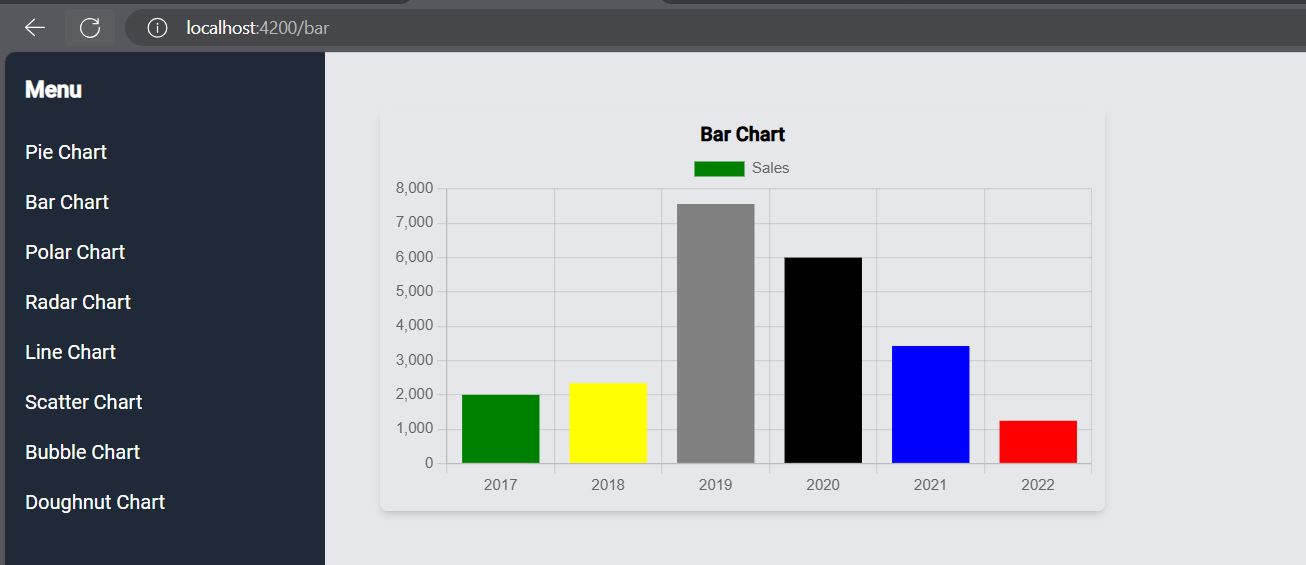 localhost:4200/bar
Menu
Pie Chart
Bar Chart
Polar Chart
Radar Chart
Line Chart
Scatter Chart
Bubble Chart
Doughnut Chart
Bar Chart
Sales
8,000
7,000
6,000
5,000
4,000
3,000
2,000
1,000
0
2017 2018 2019 2020 2021 2022